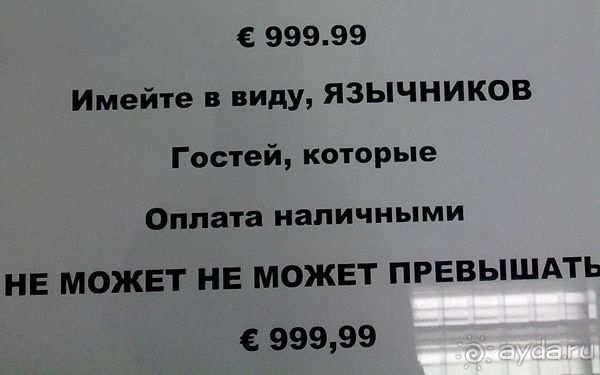 € 999.99
Имейте в виду, ЯЗЫЧНИКОВ
Гостей, которые
Оплата наличными
НЕ МОЖЕТ НЕ МОЖЕТ ПРЕВЫШАТЬ
€ 999,99
ayda.ru